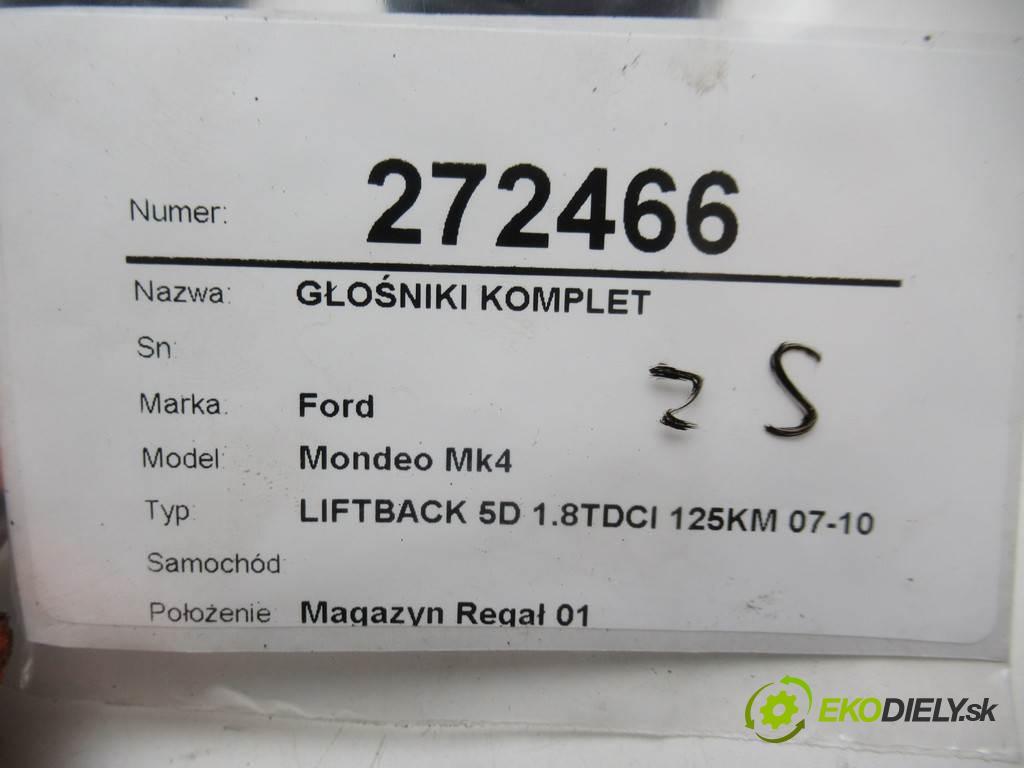 Numer: 272466
Nazwa: GŁOŚNIKI KOMPLET
Sn:
z S
Marka: Ford
Model: Mondeo Mk4
Typ: LIFTBACK 5D 1.8TDCI 125KM 07-10
Samochód:
Położenie: Magazyn Regał 01
EKODIELY.sk